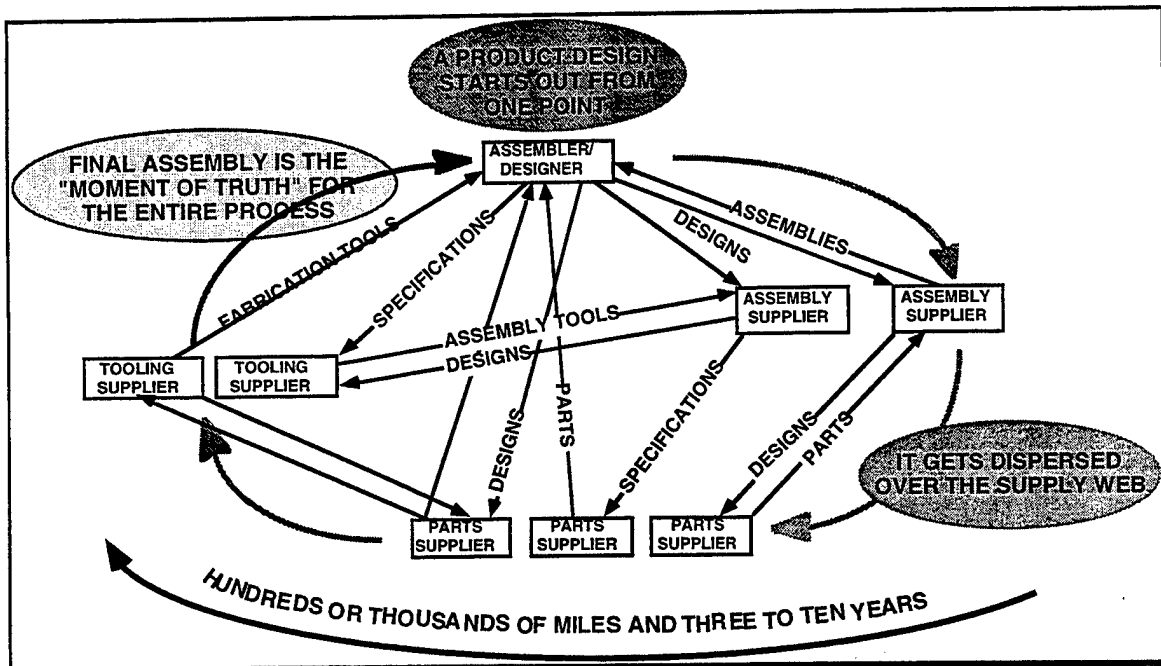 A PRODUCT DESIGN
STARTS OUT FROM
ONE POINT
ASSEMBLER/
DESIGNER
FINAL ASSEMBLY IS THE
"MOMENT OF TRUTH" FOR
THE ENTIRE PROCESS
FABRICATION TOOLS
SPECIFICATIONS
DESIGNS
ASSEMBLIES
ASSEMBLY
SUPPLIER
ASSEMBLY
SUPPLIER
ASSEMBLY TOOLS
DESIGNS
TOOLING
SUPPLIER
TOOLING
SUPPLIER
DESIGNS
PARTS
SPECIFICATIONS
DESIGNS
PARTS
IT GETS DISPERSED
OVER THE SUPPLY WEB
PARTS
SUPPLIER
PARTS
SUPPLIER
PARTS
SUPPLIER
HUNDREDS OR THOUSANDS OF MILES AND THREE TO TEN YEARS